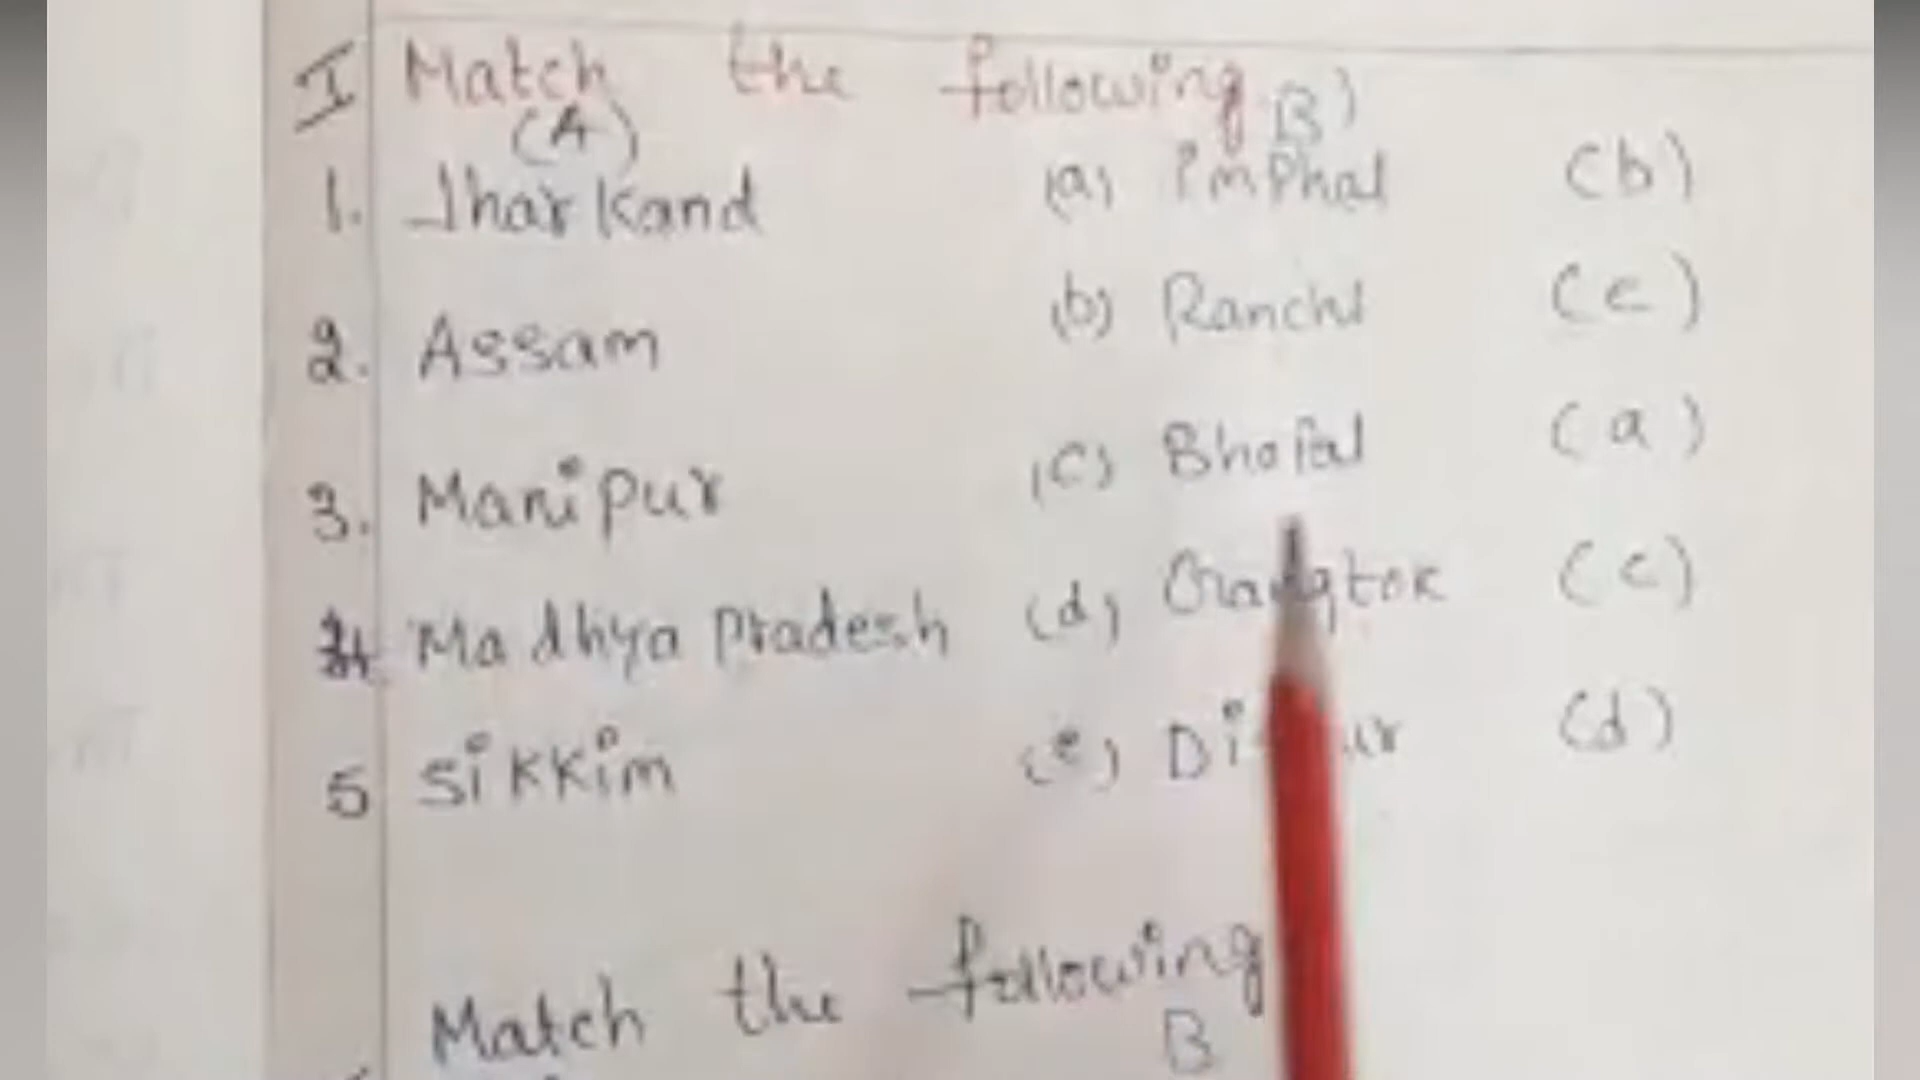 I Match the following
(A) B)
1. Jharkand (a) imphal (b)
2. Assam (b) Ranchi (e)
3. Manipur (c) Bhopal (a)
4 Madhya pradesh (d) Gangtok (c)
5 Sikkim (e) (d)
Match the following
B